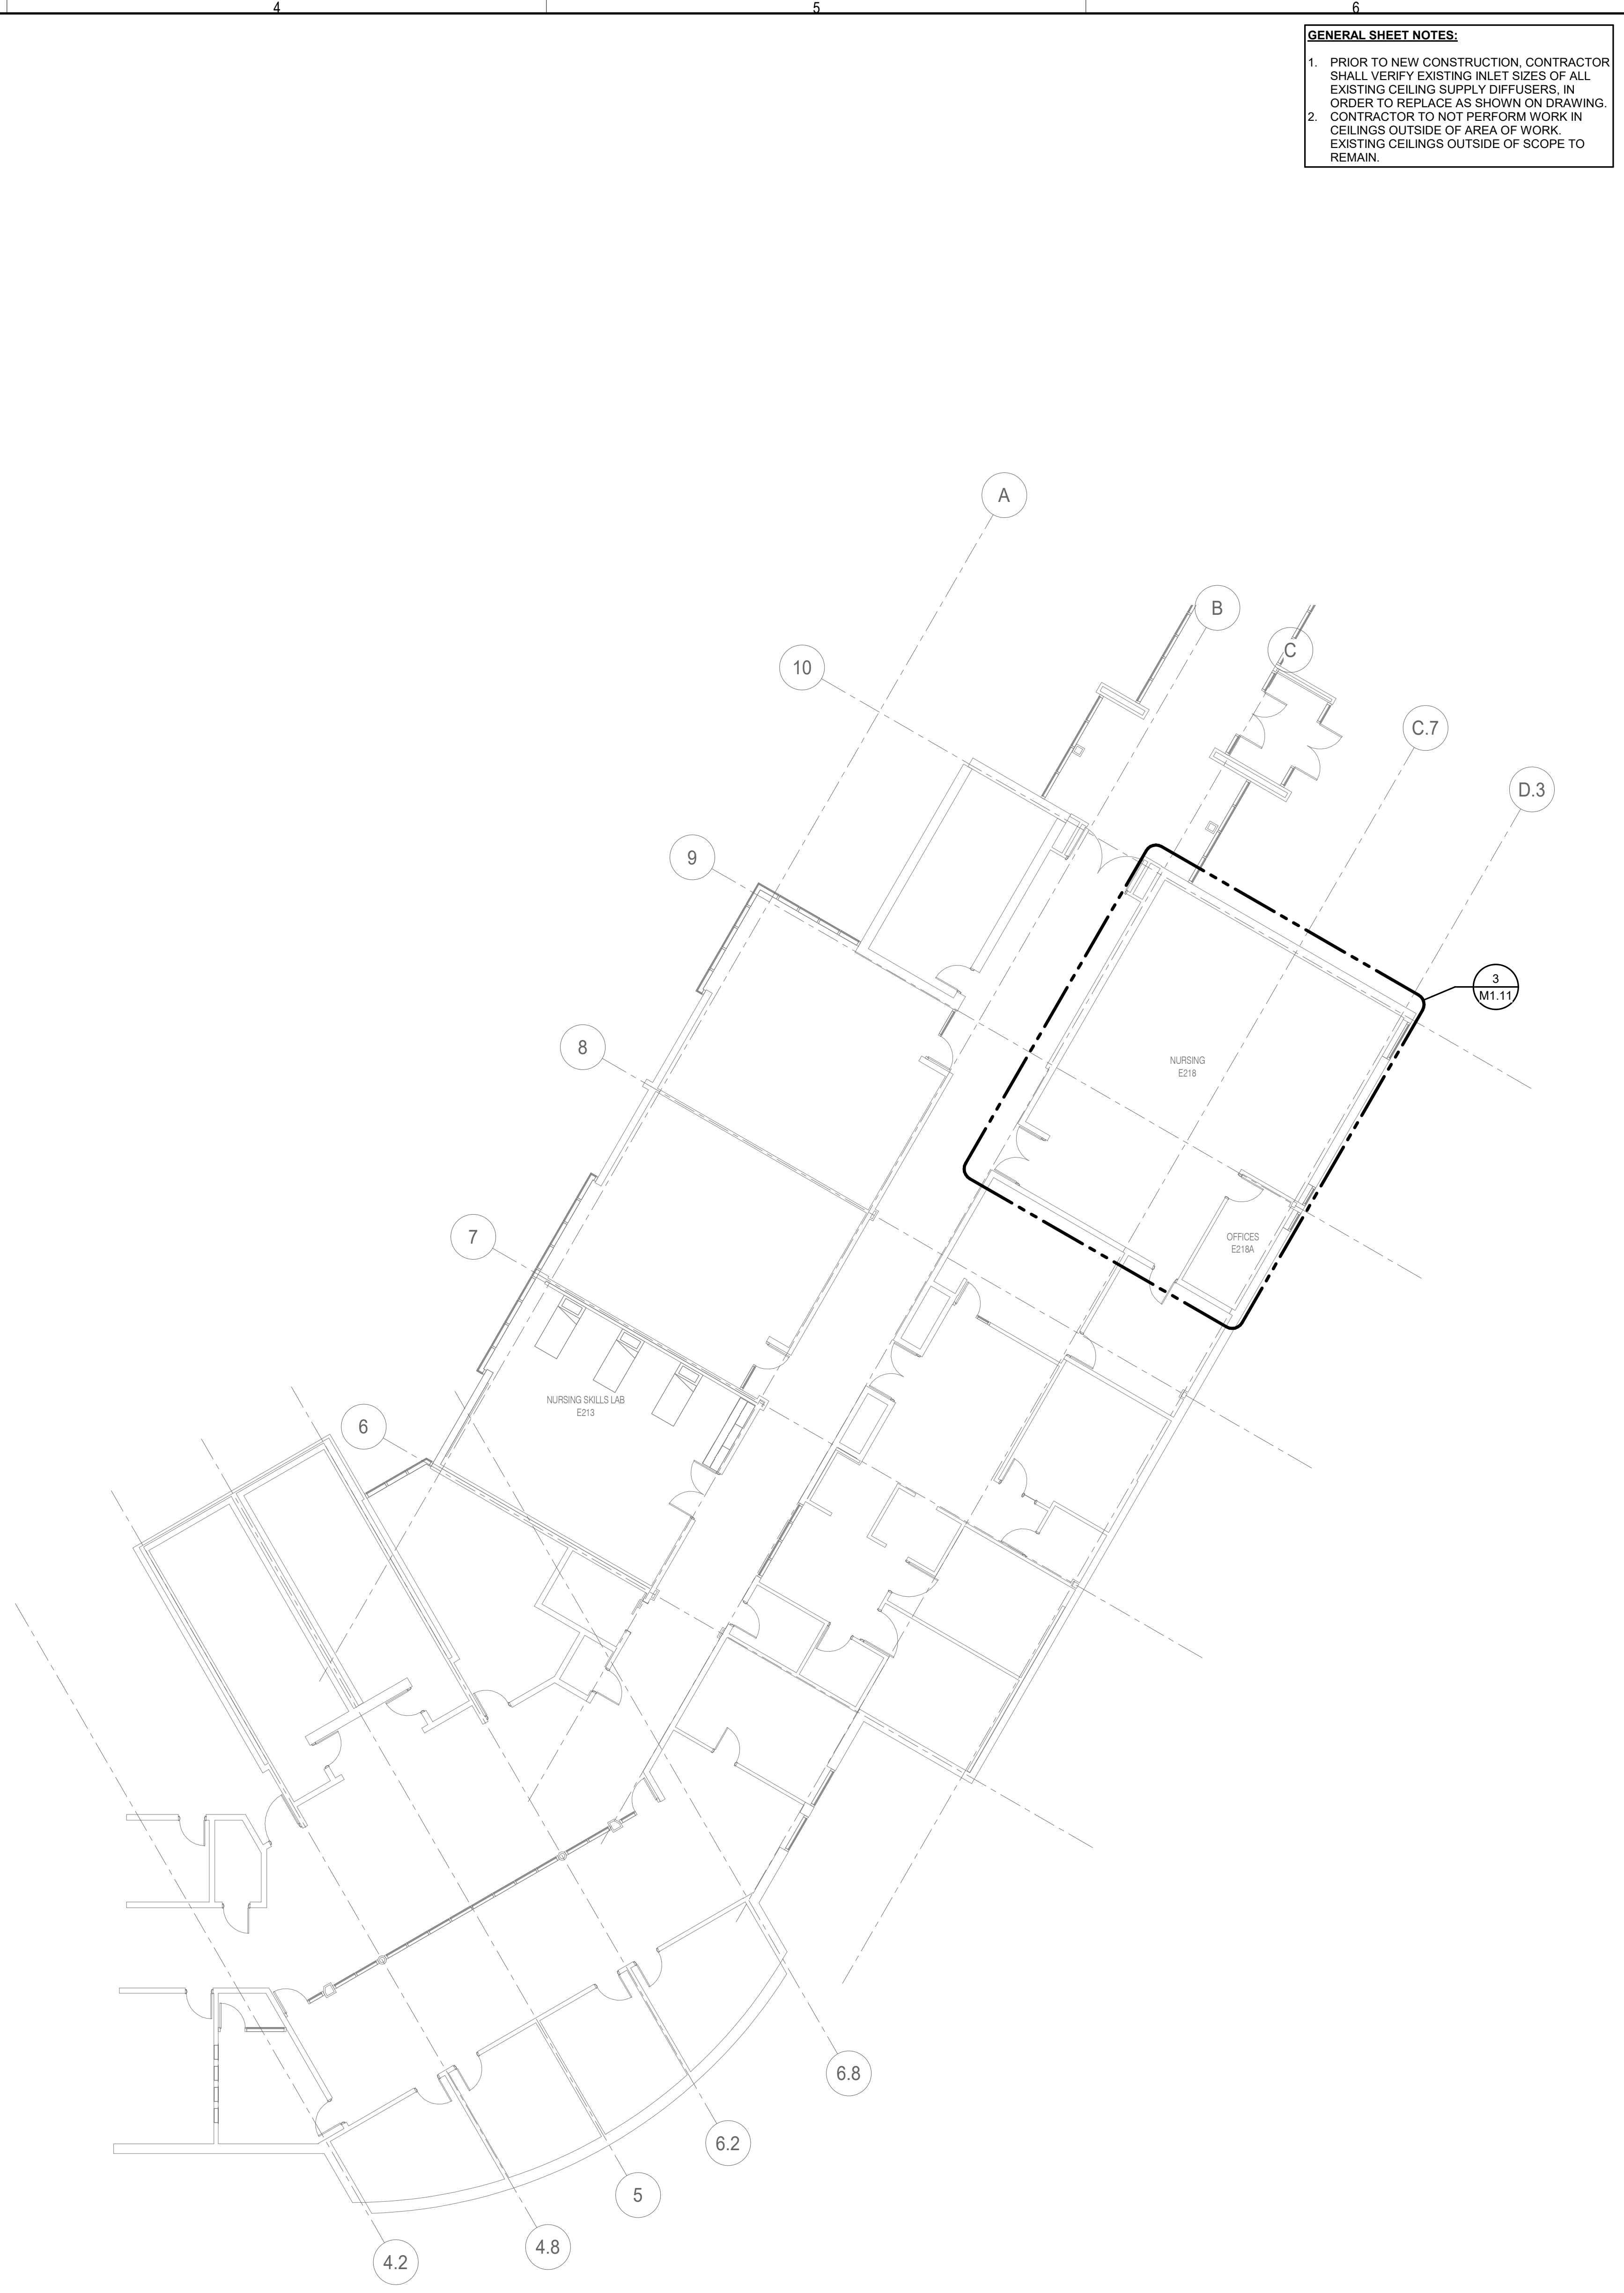 4
5
6
GENERAL SHEET NOTES:
1. PRIOR TO NEW CONSTRUCTION, CONTRACTOR
SHALL VERIFY EXISTING INLET SIZES OF ALL
EXISTING CEILING SUPPLY DIFFUSERS, IN
ORDER TO REPLACE AS SHOWN ON DRAWING.
2. CONTRACTOR TO NOT PERFORM WORK IN
CEILINGS OUTSIDE OF AREA OF WORK.
EXISTING CEILINGS OUTSIDE OF SCOPE TO
REMAIN.
A
B
C
10
C.7
D.3
9
3
M1.11
8
NURSING
E218
7
OFFICES
E218A
NURSING SKILLS LAB
E213
6
6.8
6.2
5
4.8
4.2